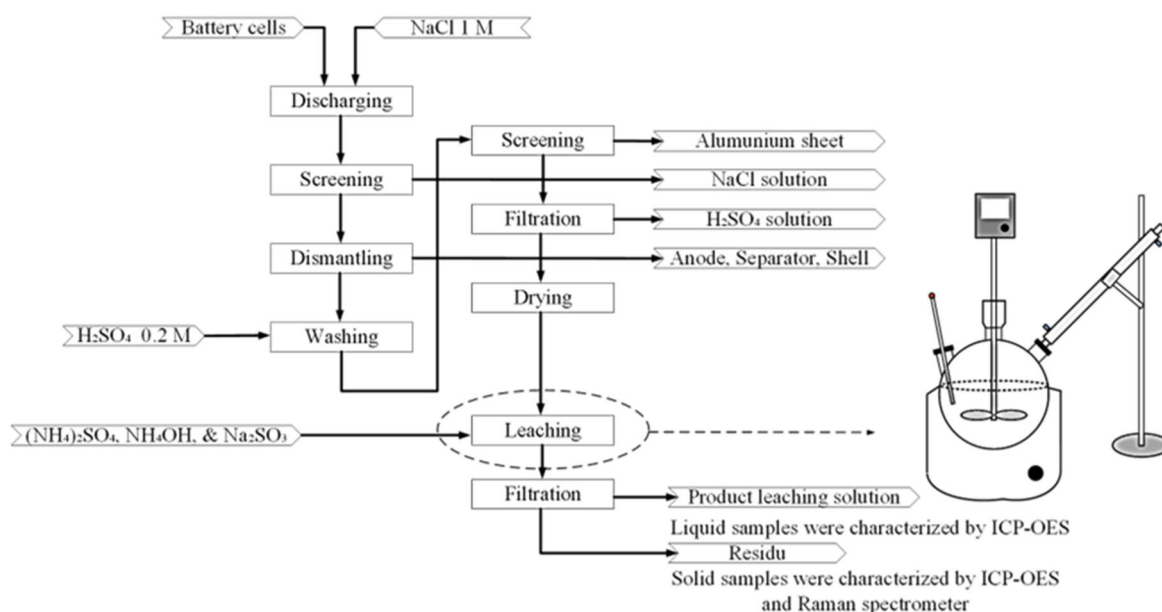 Battery cells
NaCl 1 M
Discharging
Screening
Alumunium sheet
Screening
NaCl solution
Filtration
H₂SO₄ solution
Dismantling
Anode, Separator, Shell
Drying
H₂SO₄ 0.2 M
Washing
(NH₄)₂SO₄, NH₄OH, & Na₂SO₃
Leaching
Filtration
Product leaching solution
Liquid samples were characterized by ICP-OES
Residu
Solid samples were characterized by ICP-OES
and Raman spectrometer